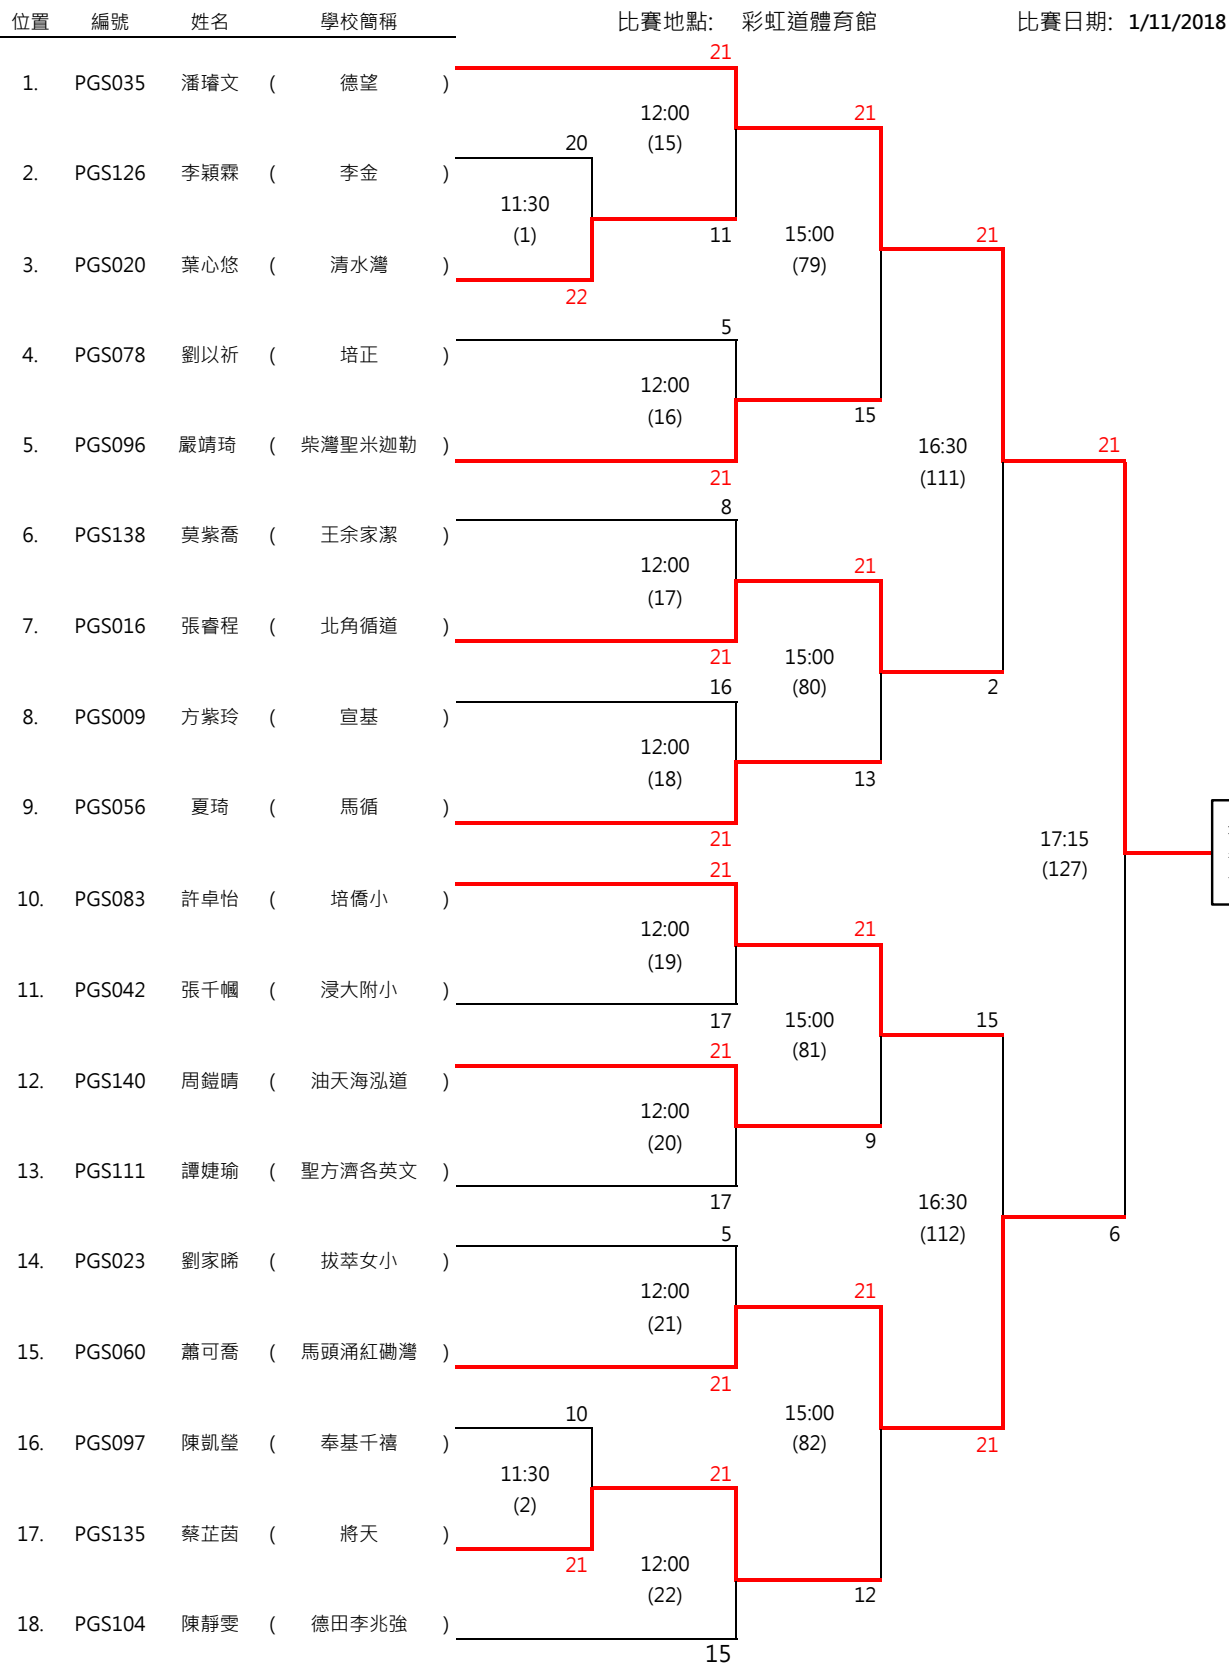 位置 編號 姓名 學校簡稱 比賽地點: 彩虹道體育館 比賽日期: 1/11/2018
21
1. PGS035 潘璿文 ( 德望 )
12:00 21
20 (15)
2. PGS126 李穎霖 ( 李金 )
11:30
(1) 11 15:00 21
3. PGS020 葉心悠 ( 清水灣 ) (79)
22
5
4. PGS078 劉以祈 ( 培正 )
12:00
(16) 15
5. PGS096 嚴靖琦 ( 柴灣聖米迦勒 ) 16:30 21
21 (111)
8
6. PGS138 莫紫喬 ( 王余家潔 )
12:00 21
(17)
7. PGS016 張睿程 ( 北角循道 )
21 15:00
16 (80) 2
8. PGS009 方紫玲 ( 宣基 )
12:00
(18) 13
9. PGS056 夏琦 ( 馬循 )
21 17:15
21 (127)
10. PGS083 許卓怡 ( 培僑小 )
12:00 21
(19)
11. PGS042 張千幗 ( 浸大附小 )
17 15:00 15
21 (81)
12. PGS140 周鎧晴 ( 油天海泓道 )
12:00
(20) 9
13. PGS111 譚婕瑜 ( 聖方濟各英文 )
17 16:30
5 (112) 6
14. PGS023 劉家晞 ( 拔萃女小 )
12:00 21
(21)
15. PGS060 蕭可喬 ( 馬頭涌紅磡灣 )
21
10 15:00
16. PGS097 陳凱瑩 ( 奉基千禧 ) (82) 21
11:30 21
(2)
17. PGS135 蔡芷茵 ( 將天 )
21 12:00
(22) 12
18. PGS104 陳靜雯 ( 德田李兆強 )
15